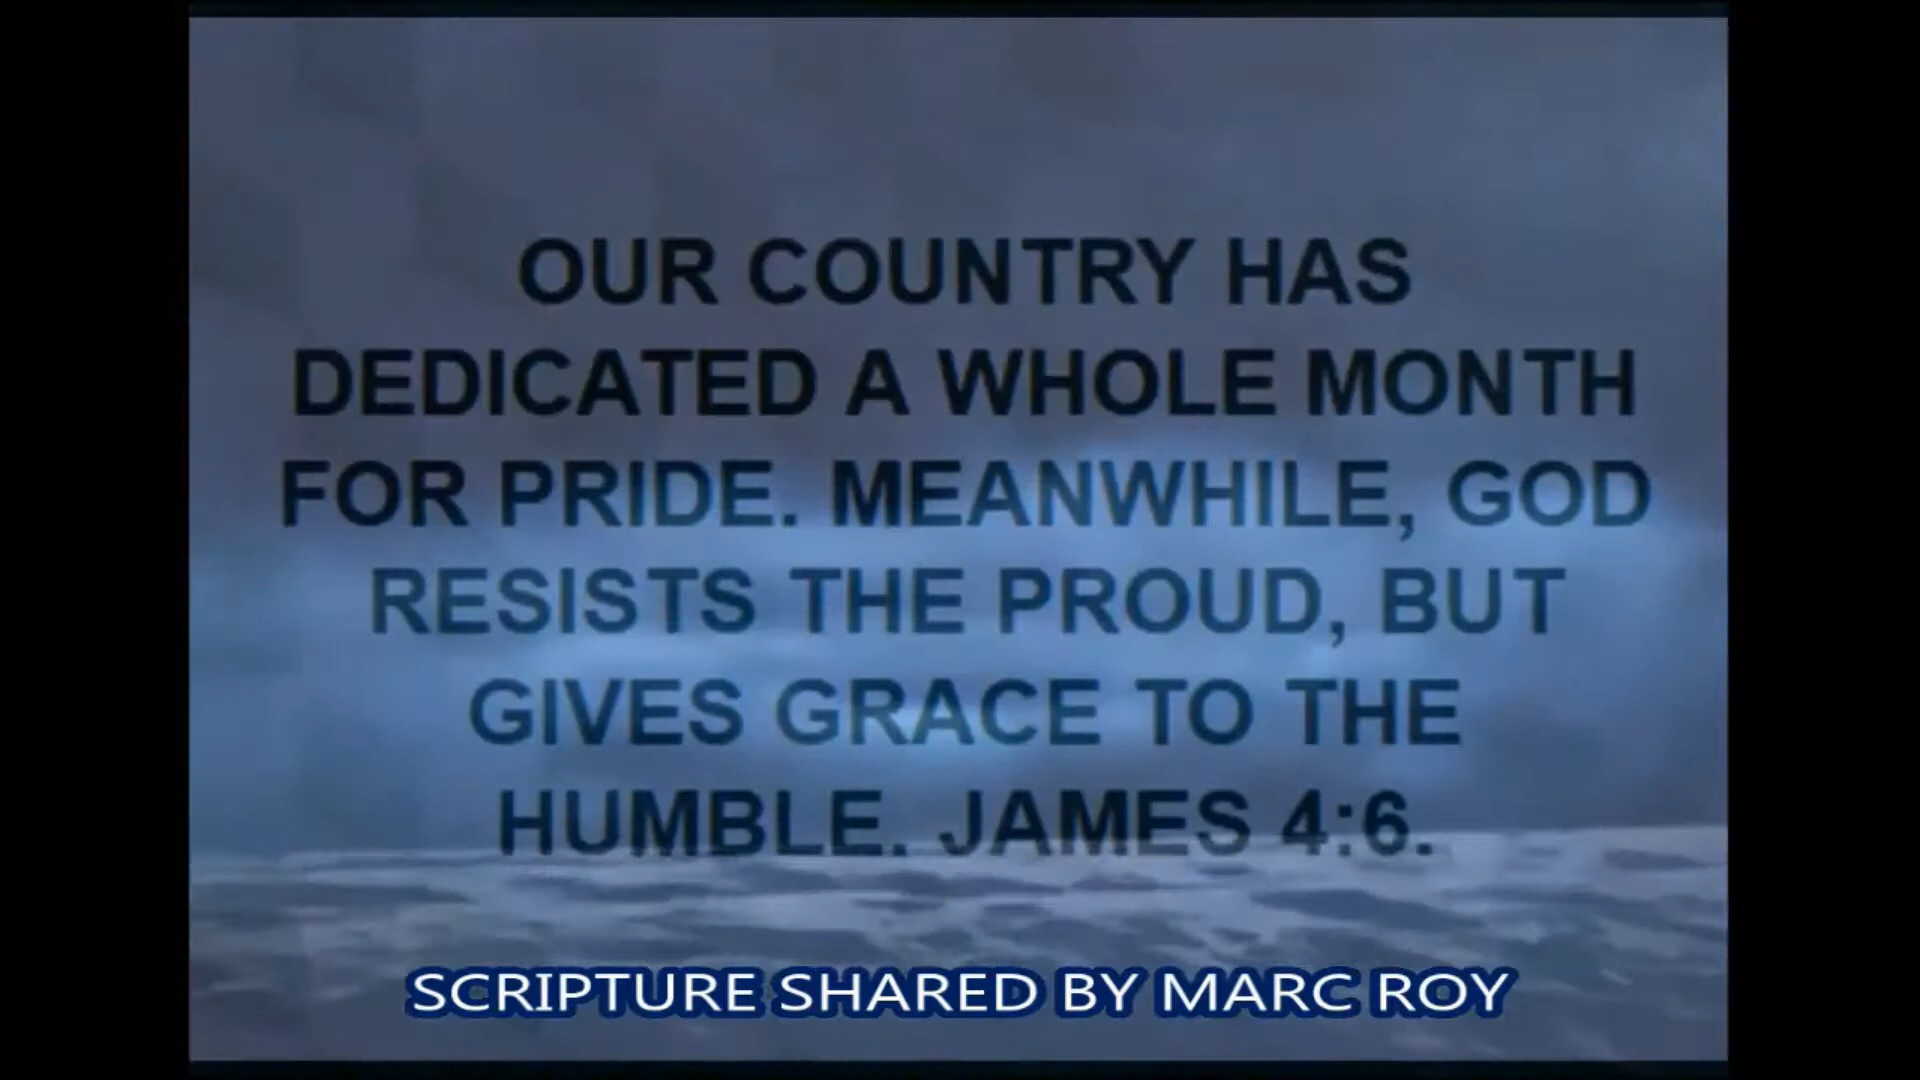 OUR COUNTRY HAS
DEDICATED A WHOLE MONTH
FOR PRIDE. MEANWHILE, GOD
RESISTS THE PROUD, BUT
GIVES GRACE TO THE
HUMBLE. JAMES 4:6.
SCRIPTURE SHARED BY MARC ROY